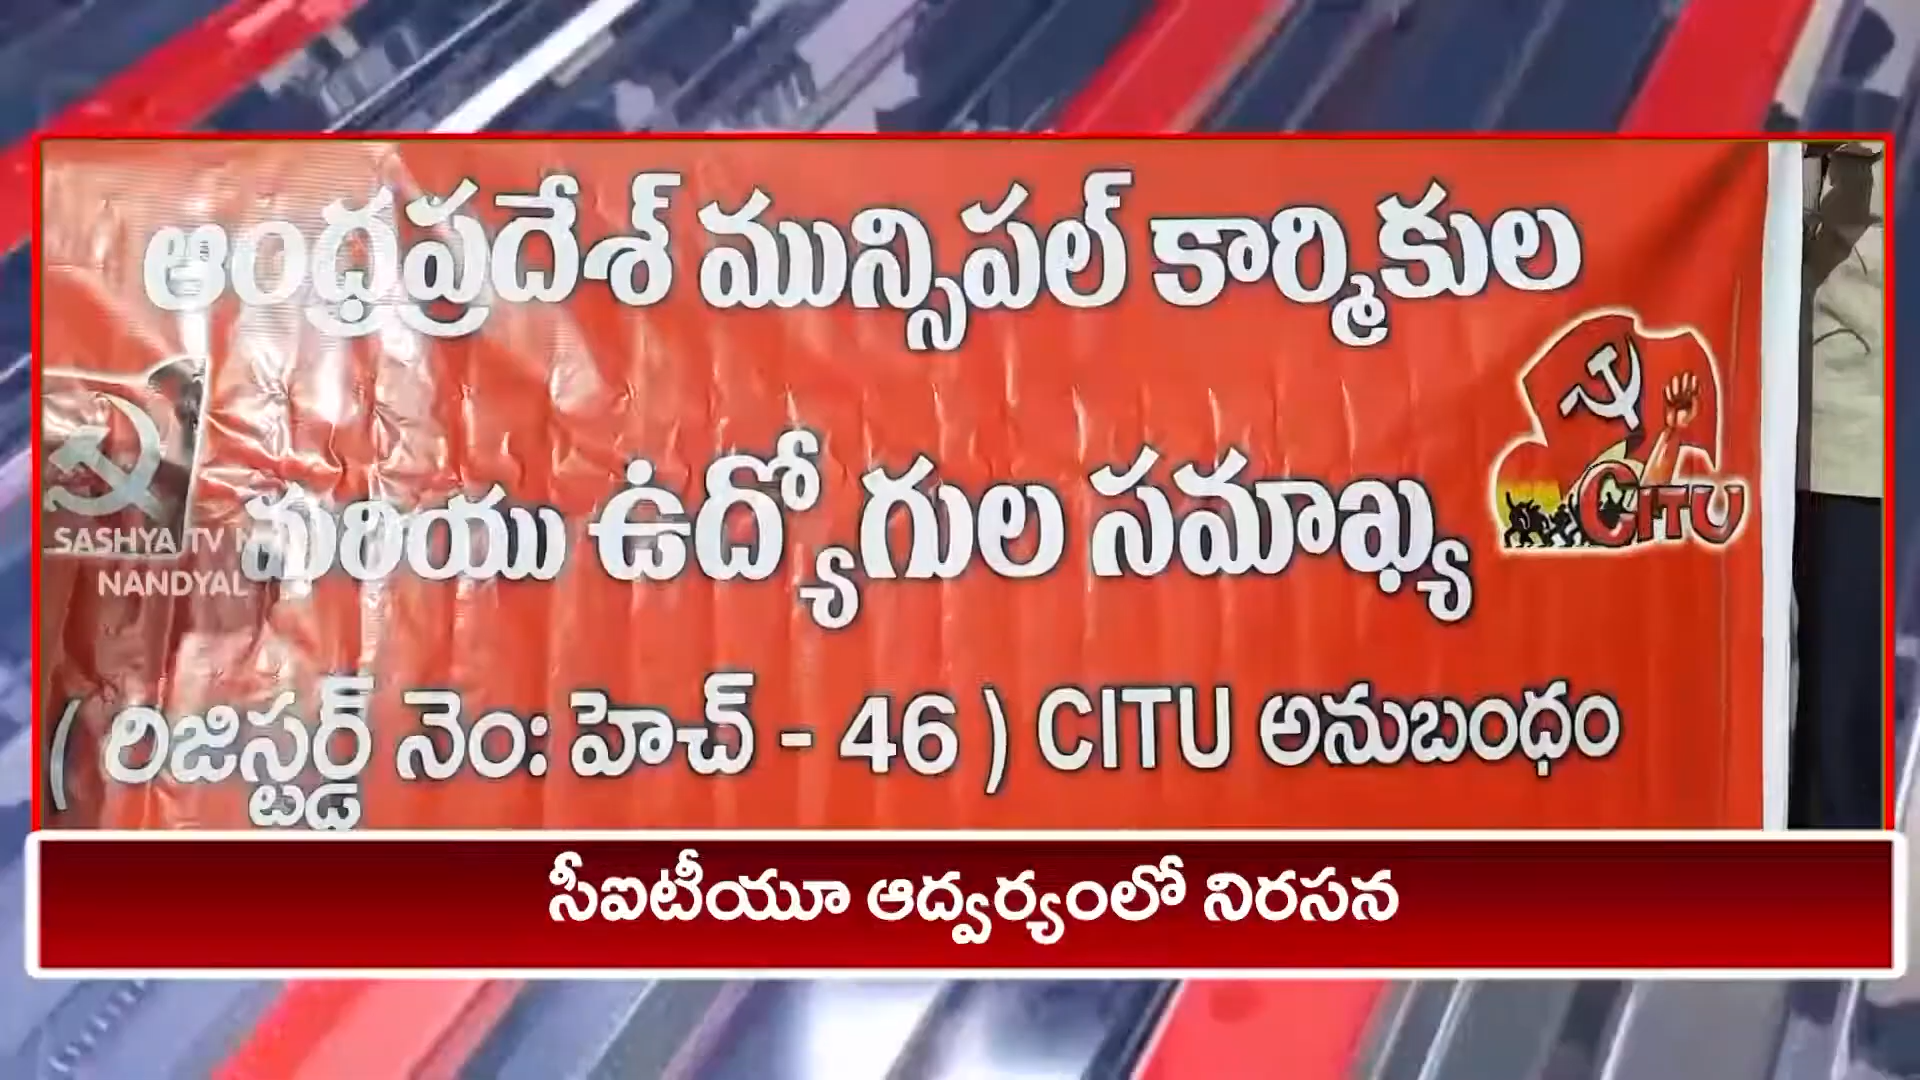 ఆంధ్రప్రదేశ్ మున్సిపల్ కార్మికుల
మరియు ఉద్యోగుల సమాఖ్య
CITU
SASHYA TV
NANDYAL
( రిజిస్టర్డ్ నెం: హెచ్ - 46 ) CITU అనుబంధం
సీఐటీయూ ఆధ్వర్యంలో నిరసన